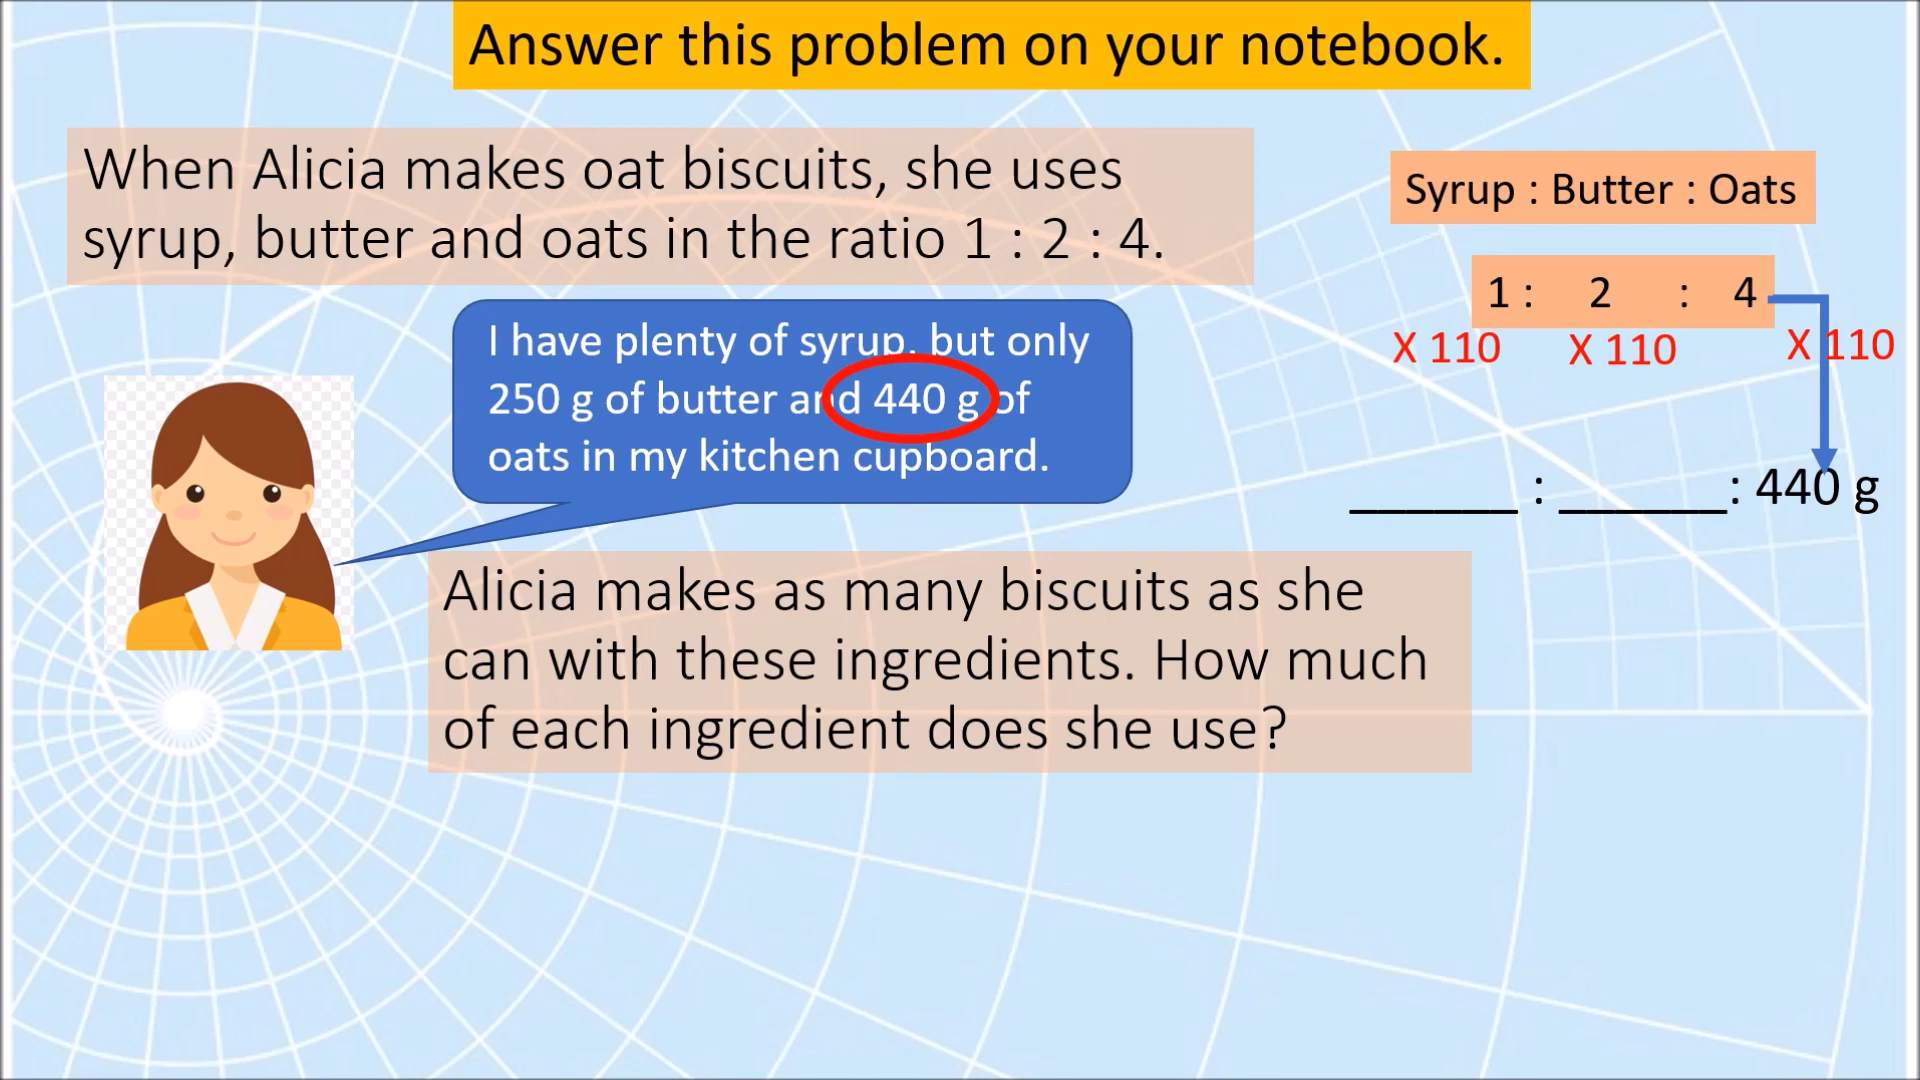 Answer this problem on your notebook.
When Alicia makes oat biscuits, she uses
syrup, butter and oats in the ratio 1 : 2 : 4.
Syrup : Butter : Oats
1 : 2 : 4
X 110 X 110 X 110
I have plenty of syrup, but only
250 g of butter and 440 g of
oats in my kitchen cupboard.
______ : ______: 440 g
Alicia makes as many biscuits as she
can with these ingredients. How much
of each ingredient does she use?